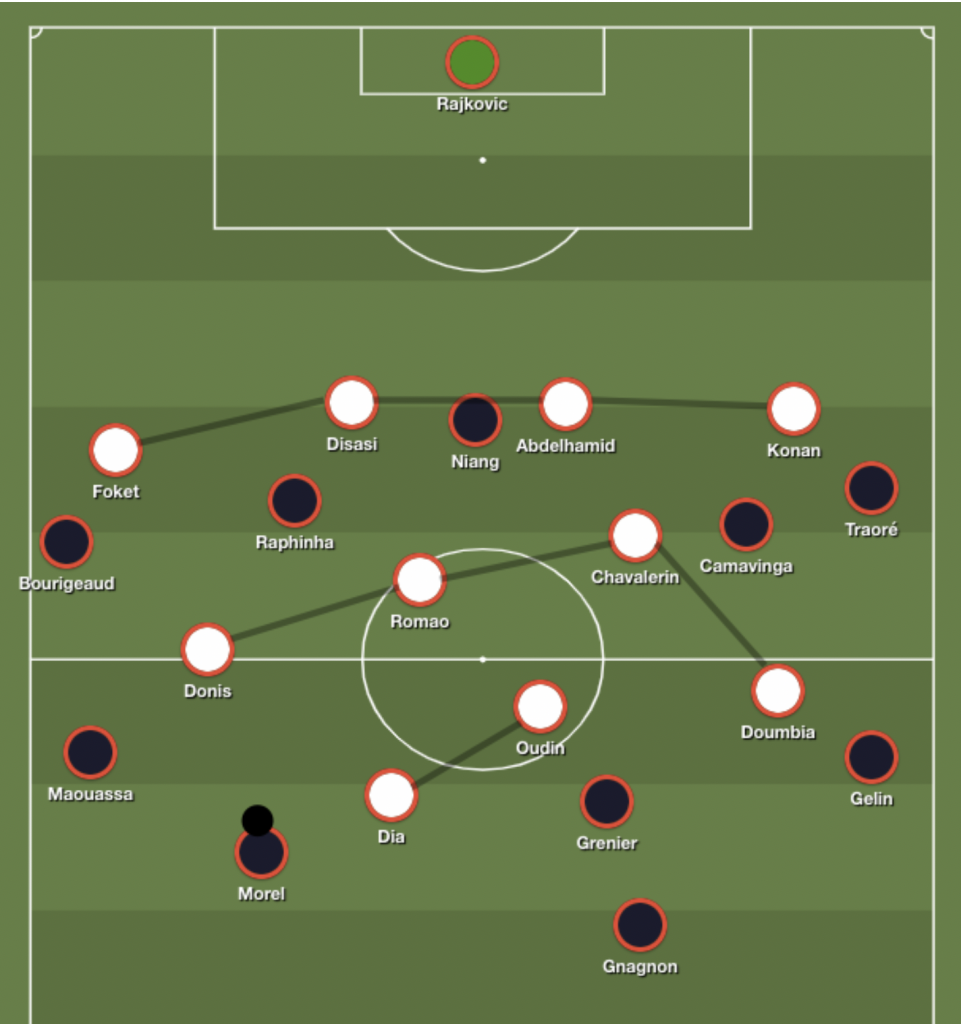 Rajkovic
Disasi
Abdelhamid
Konan
Niang
Foket
Traoré
Raphinha
Camavinga
Chavalerin
Bourigeaud
Romao
Donis
Doumbia
Oudin
Maouassa
Gelin
Dia
Grenier
Morel
Gnagnon